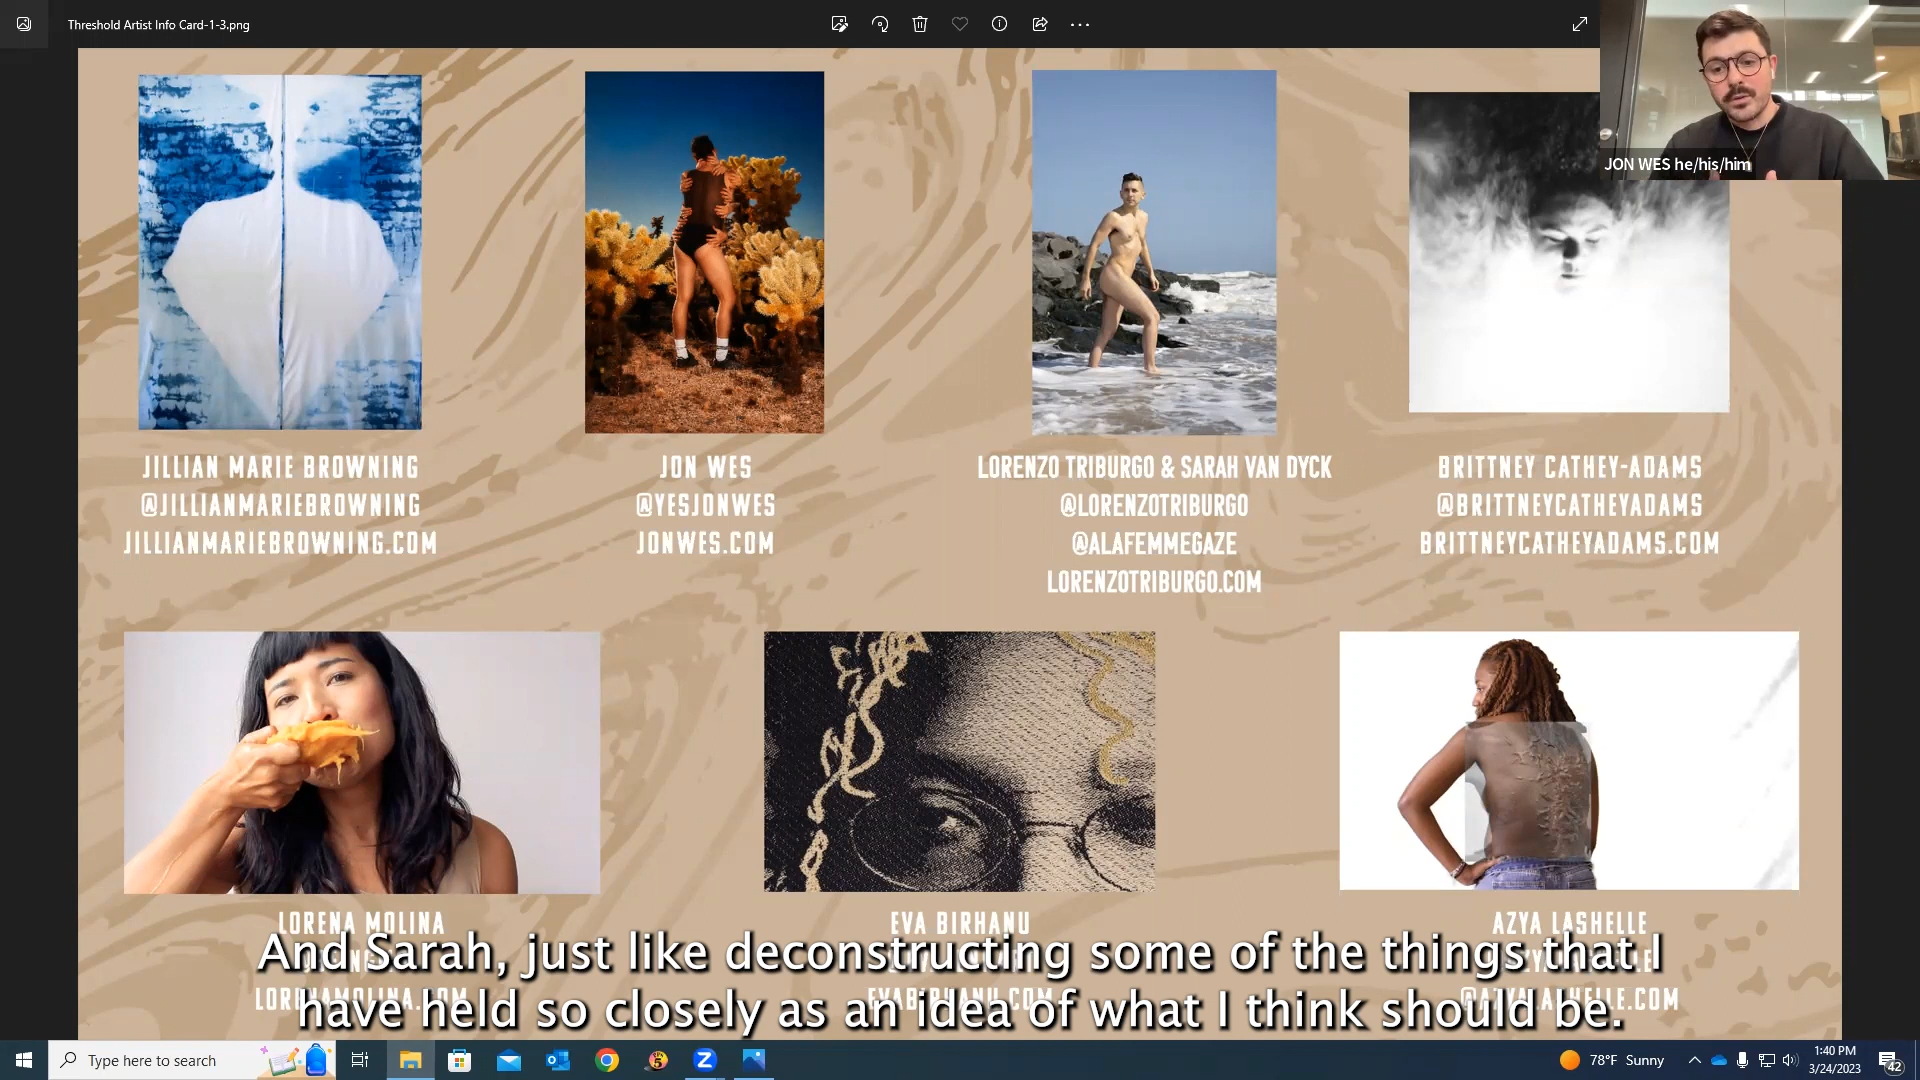 Threshold Artist Info Card-1-3.png
JON WES he/his/him
JILLIAN MARIE BROWNING
@JILLIANMARIEBROWNING
JILLIANMARIEBROWNING.COM
JON WES
@YESJONWES
JONWES.COM
LORENZO TRIBURGO & SARAH VAN DYCK
@LORENZOTRIBURGO
@ALAFEMMEGAZE
LORENZOTRIBURGO.COM
BRITTNEY CATHEY-ADAMS
@BRITTNEYCATHEYADAMS
BRITTNEYCATHEYADAMS.COM
LORENA MOLINA
LORENAMOLINA.COM
EVA BIRHANU
EVABIRHANU.COM
AZYA LASHELLE
And Sarah, just like deconstructing some of the things that I
have held so closely as an idea of what I think should be.
Type here to search
78°F Sunny
1:40 PM
3/24/2023
42